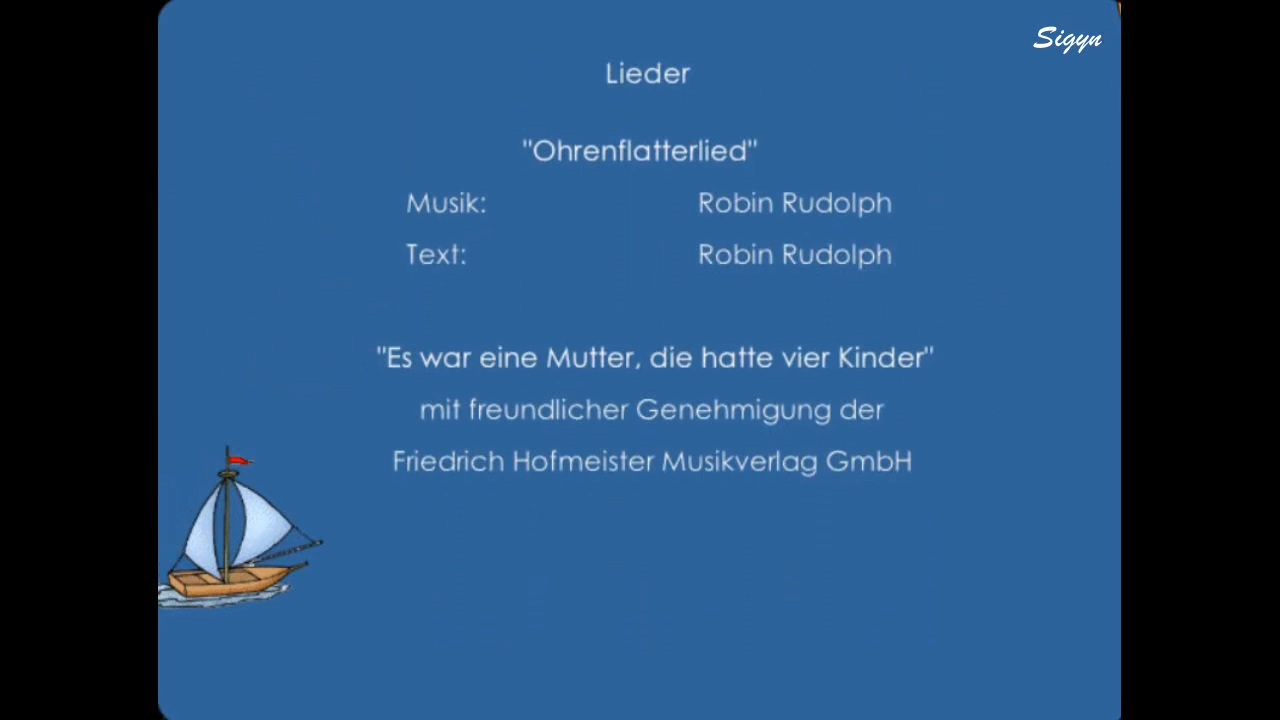 Sigyn
Lieder
"Ohrenflatterlied"
Musik: Robin Rudolph
Text: Robin Rudolph
"Es war eine Mutter, die hatte vier Kinder"
mit freundlicher Genehmigung der
Friedrich Hofmeister Musikverlag GmbH